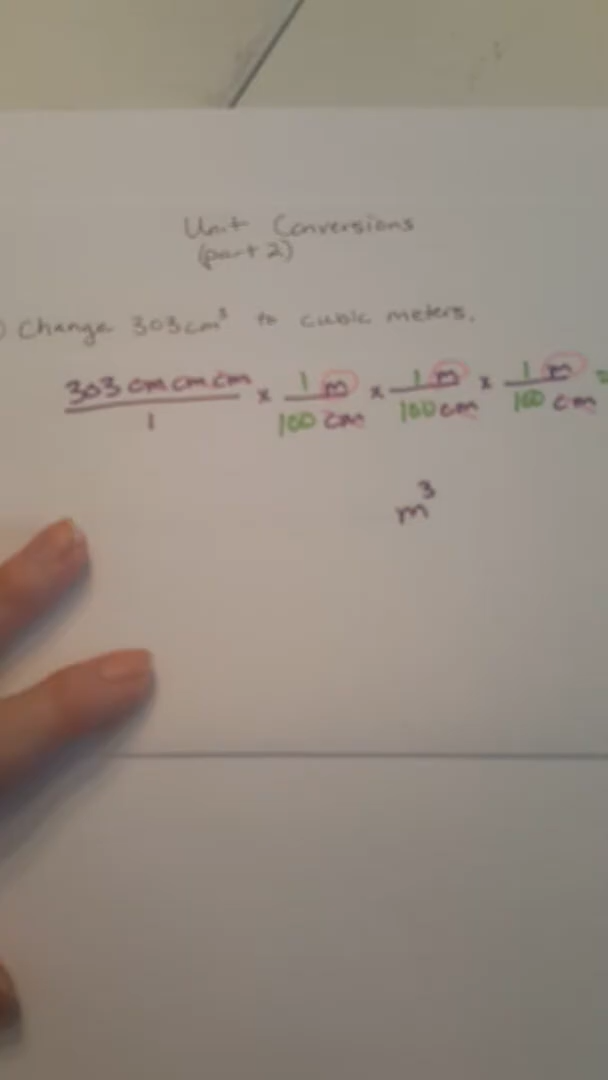 Unit Conversions
(part 2)
) Change 303cm³ to cubic meters.
303 cm cm cm / 1 × 1 m / 100 cm × 1 m / 100 cm × 1 m / 100 cm =
m³